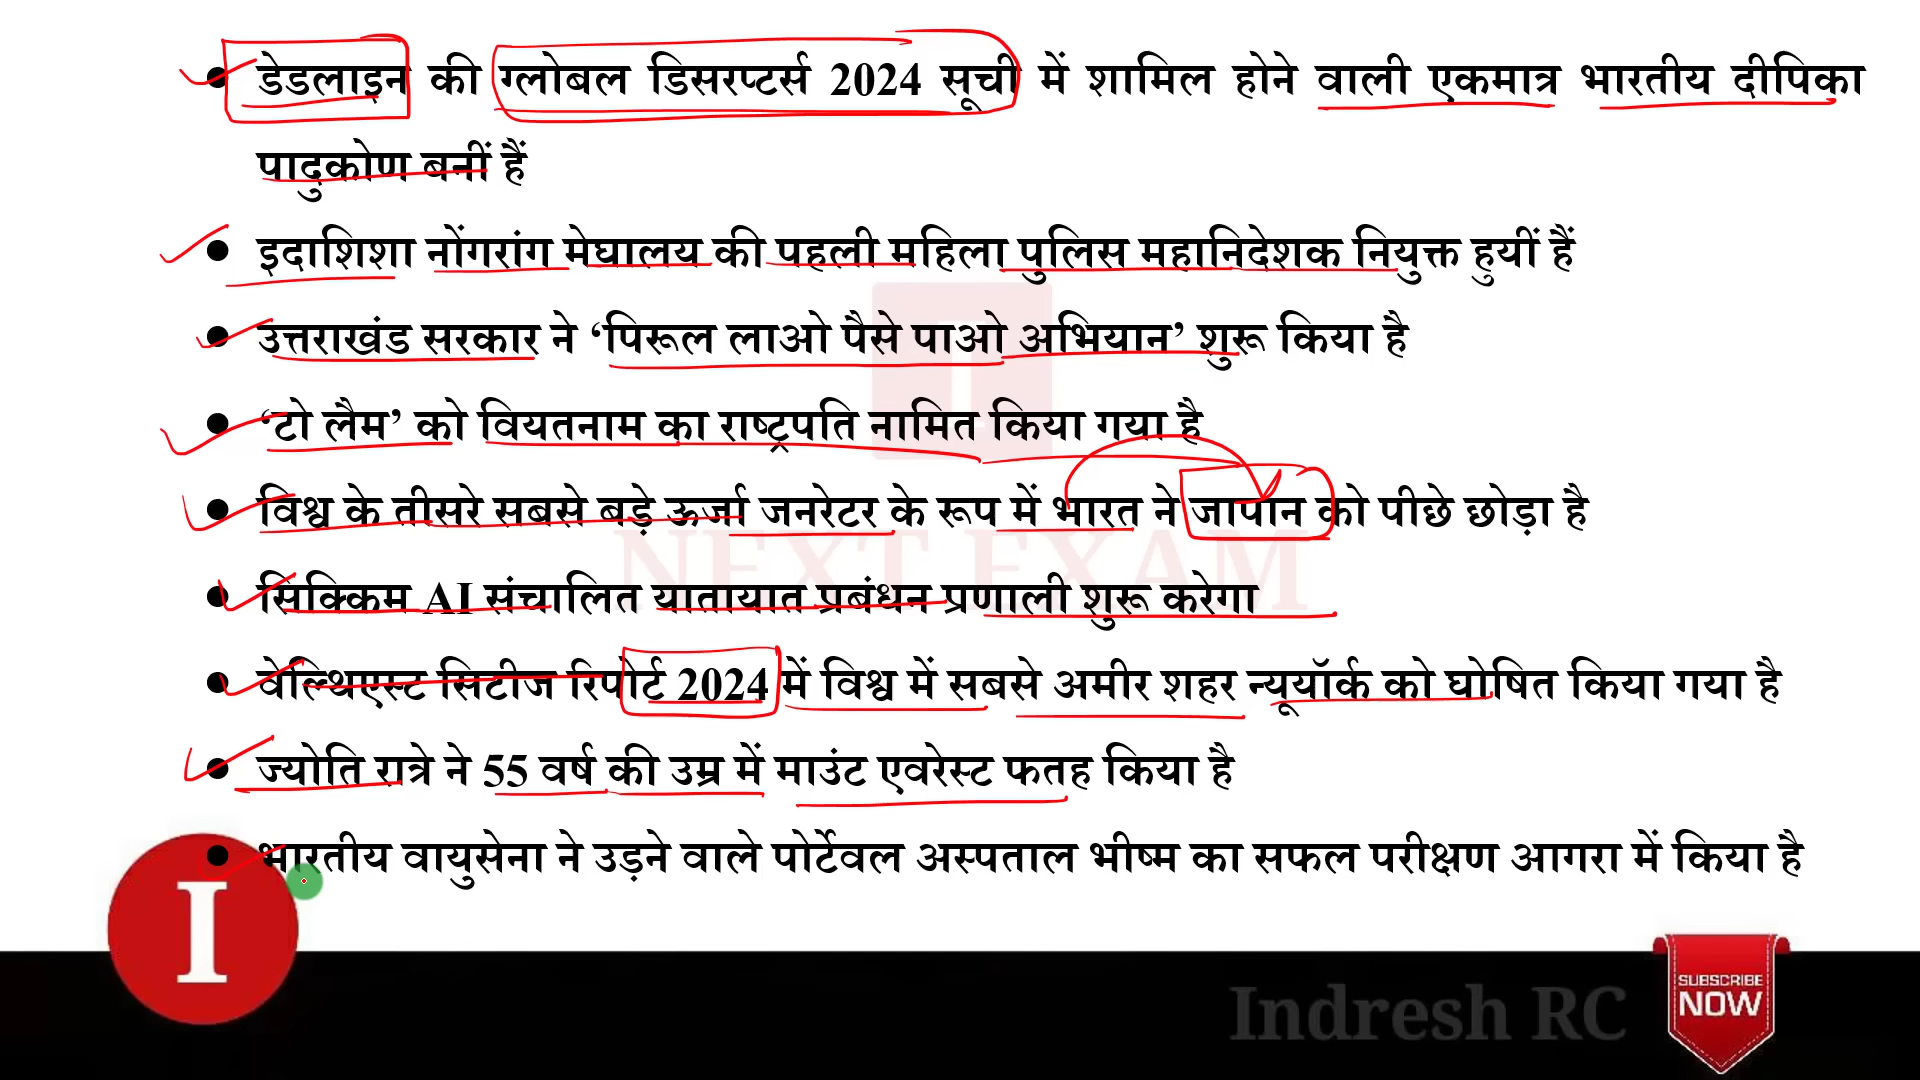 • डेडलाइन की ग्लोबल डिसरप्टर्स 2024 सूची में शामिल होने वाली एकमात्र भारतीय दीपिका
पादुकोण बनीं हैं
• इदाशिशा नोंगरांग मेघालय की पहली महिला पुलिस महानिदेशक नियुक्त हुयीं हैं
• उत्तराखंड सरकार ने ‘पिरूल लाओ पैसे पाओ अभियान’ शुरू किया है
• ‘टो लैम’ को वियतनाम का राष्ट्रपति नामित किया गया है
• विश्व के तीसरे सबसे बड़े ऊर्जा जनरेटर के रूप में भारत ने जापान को पीछे छोड़ा है
NEXT EXAM
• सिक्किम AI संचालित यातायात प्रबंधन प्रणाली शुरू करेगा
• वेल्थिएस्ट सिटीज रिपोर्ट 2024 में विश्व में सबसे अमीर शहर न्यूयॉर्क को घोषित किया गया है
• ज्योति रात्रे ने 55 वर्ष की उम्र में माउंट एवरेस्ट फतह किया है
• भारतीय वायुसेना ने उड़ने वाले पोर्टेवल अस्पताल भीष्म का सफल परीक्षण आगरा में किया है
I
Indresh RC
SUBSCRIBE
NOW